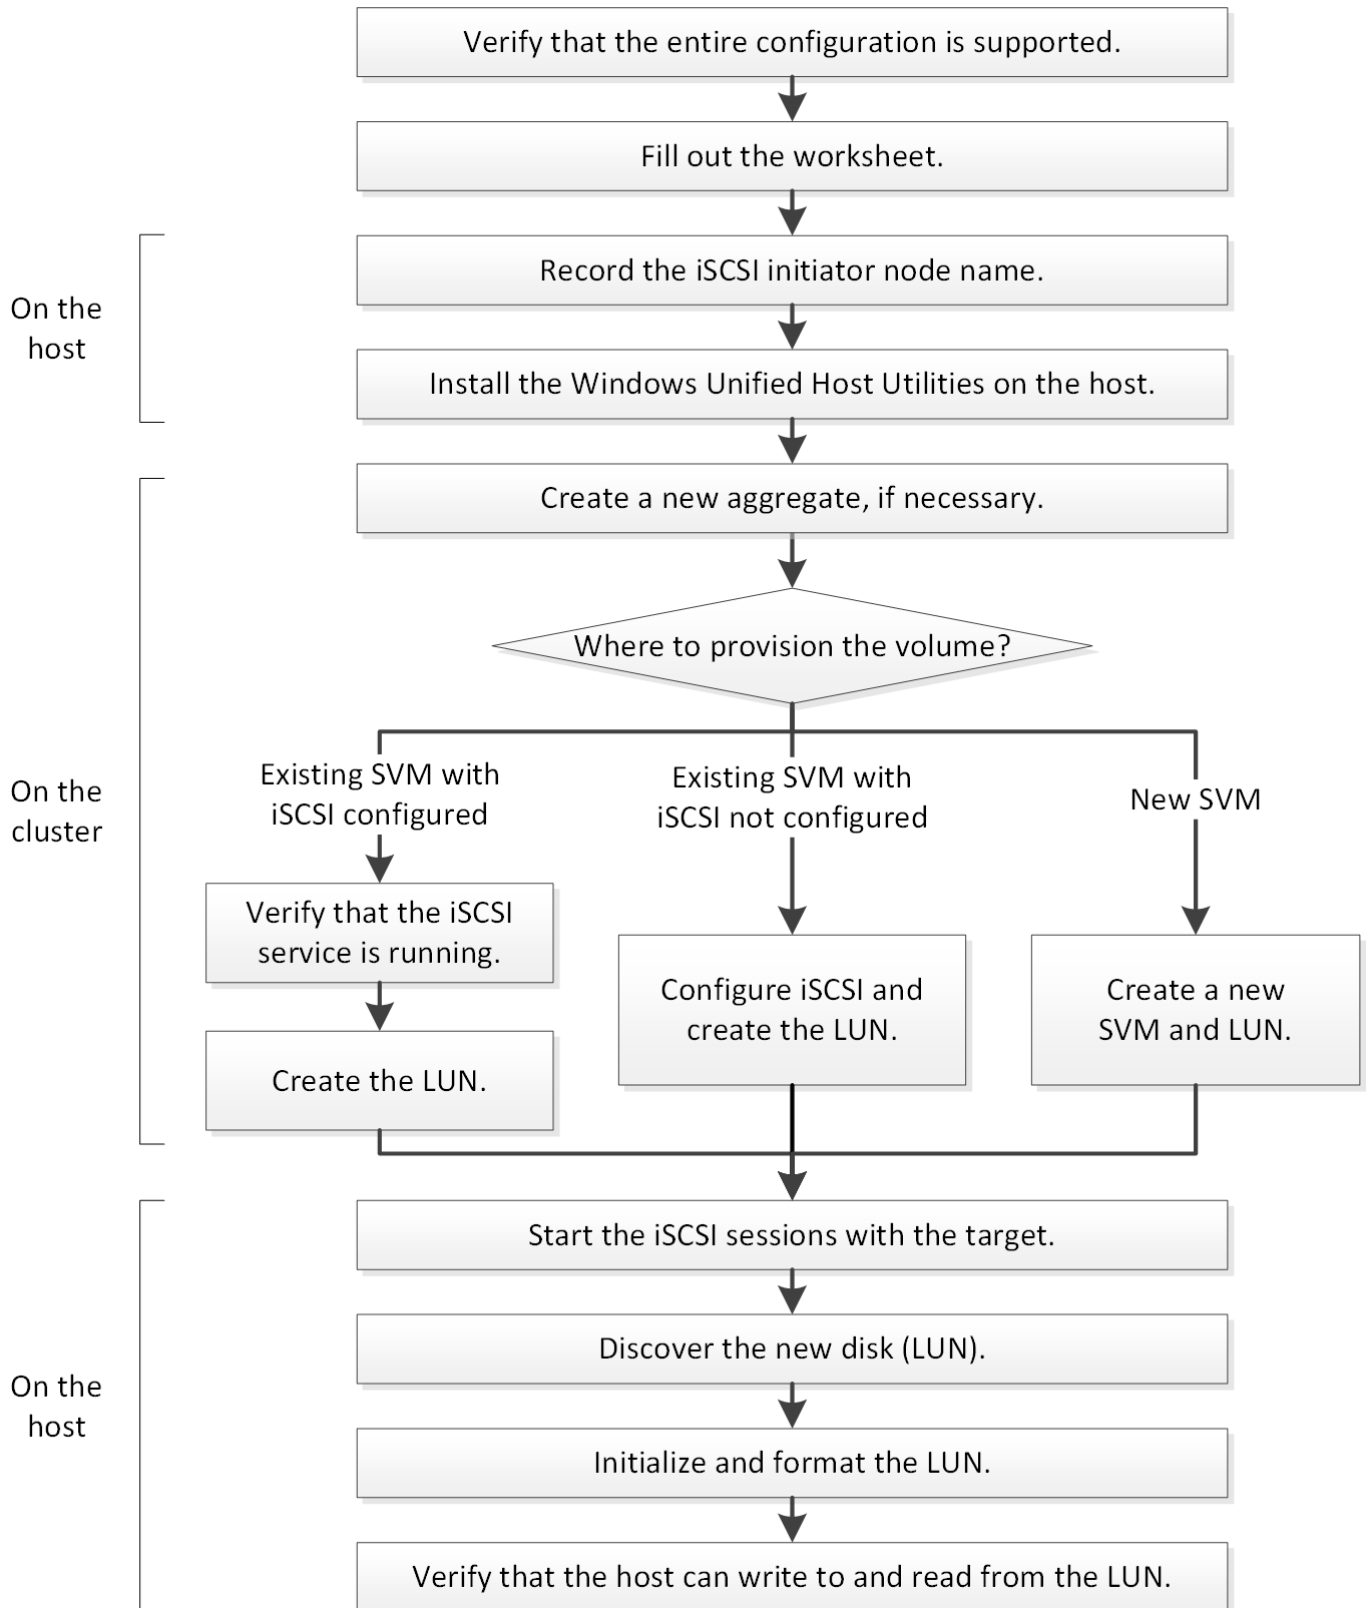 Verify that the entire configuration is supported.
Fill out the worksheet.
On the
host
Record the iSCSI initiator node name.
Install the Windows Unified Host Utilities on the host.
On the
cluster
Create a new aggregate, if necessary.
Where to provision the volume?
Existing SVM with
iSCSI configured
Existing SVM with
iSCSI not configured
New SVM
Verify that the iSCSI
service is running.
Create the LUN.
Configure iSCSI and
create the LUN.
Create a new
SVM and LUN.
On the
host
Start the iSCSI sessions with the target.
Discover the new disk (LUN).
Initialize and format the LUN.
Verify that the host can write to and read from the LUN.